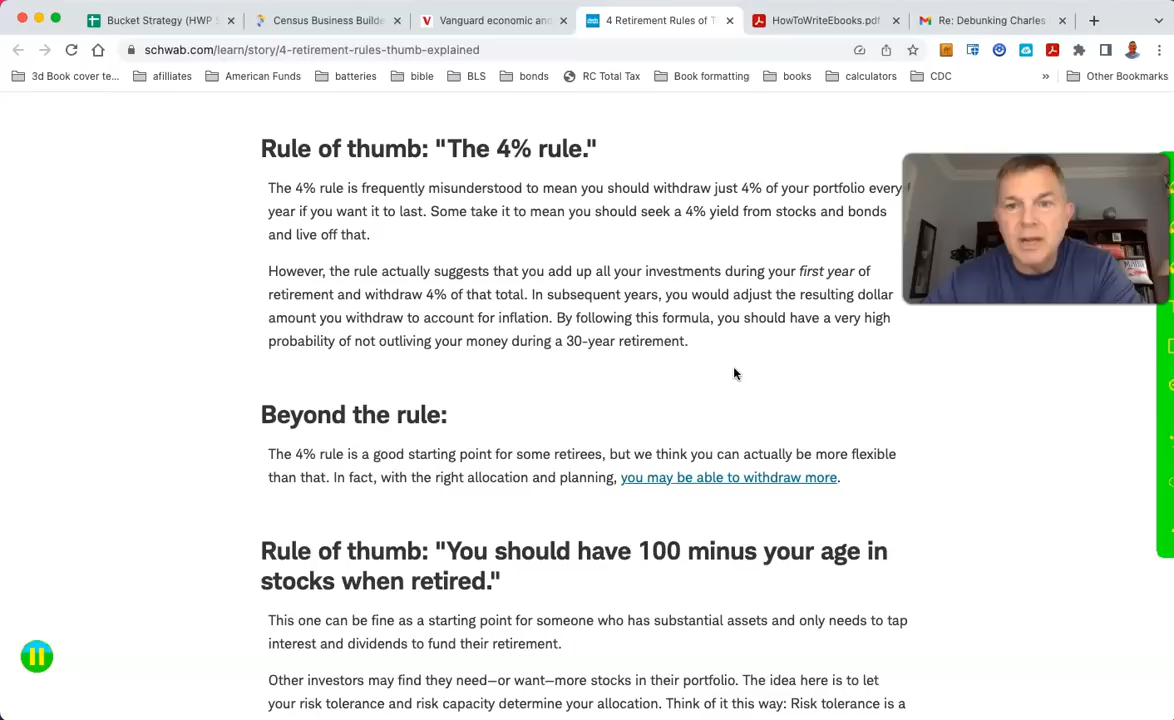 Bucket Strategy (HWP S
Census Business Builde
Vanguard economic an
4 Retirement Rules of T
HowToWriteEbooks.pdf
Re: Debunking Charles
schwab.com/learn/story/4-retirement-rules-thumb-explained
3d Book cover te...
afiiliates
American Funds
batteries
bible
BLS
bonds
RC Total Tax
Book formatting
books
calculators
CDC
»
Other Bookmarks
Rule of thumb: "The 4% rule."
The 4% rule is frequently misunderstood to mean you should withdraw just 4% of your portfolio every
year if you want it to last. Some take it to mean you should seek a 4% yield from stocks and bonds
and live off that.
However, the rule actually suggests that you add up all your investments during your first year of
retirement and withdraw 4% of that total. In subsequent years, you would adjust the resulting dollar
amount you withdraw to account for inflation. By following this formula, you should have a very high
probability of not outliving your money during a 30-year retirement.
Beyond the rule:
The 4% rule is a good starting point for some retirees, but we think you can actually be more flexible
than that. In fact, with the right allocation and planning, you may be able to withdraw more.
Rule of thumb: "You should have 100 minus your age in
stocks when retired."
This one can be fine as a starting point for someone who has substantial assets and only needs to tap
interest and dividends to fund their retirement.
Other investors may find they need—or want—more stocks in their portfolio. The idea here is to let
your risk tolerance and risk capacity determine your allocation. Think of it this way: Risk tolerance is a